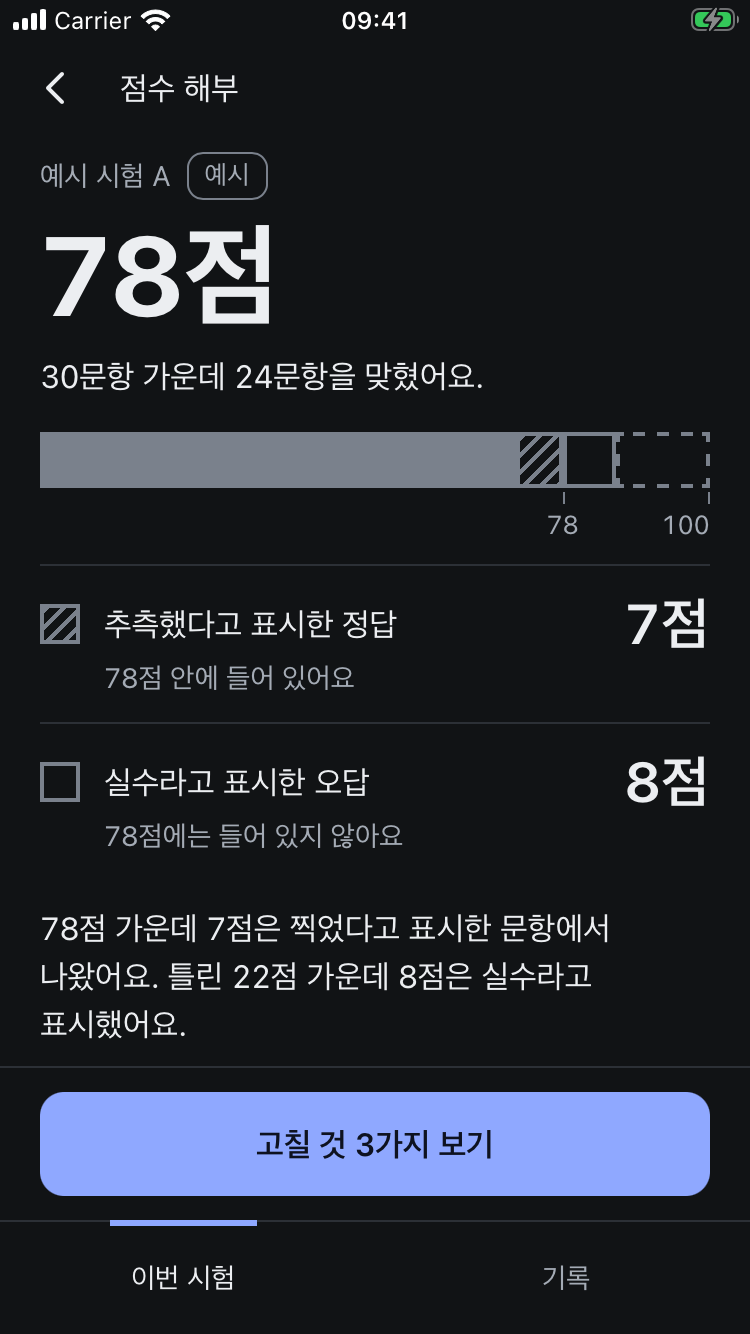 Carrier 09:41
점수 해부
예시 시험 A 예시
78점
30문항 가운데 24문항을 맞혔어요.
78 100
추측했다고 표시한 정답 7점
78점 안에 들어 있어요
실수라고 표시한 오답 8점
78점에는 들어 있지 않아요
78점 가운데 7점은 찍었다고 표시한 문항에서
나왔어요. 틀린 22점 가운데 8점은 실수라고
표시했어요.
고칠 것 3가지 보기
이번 시험 기록